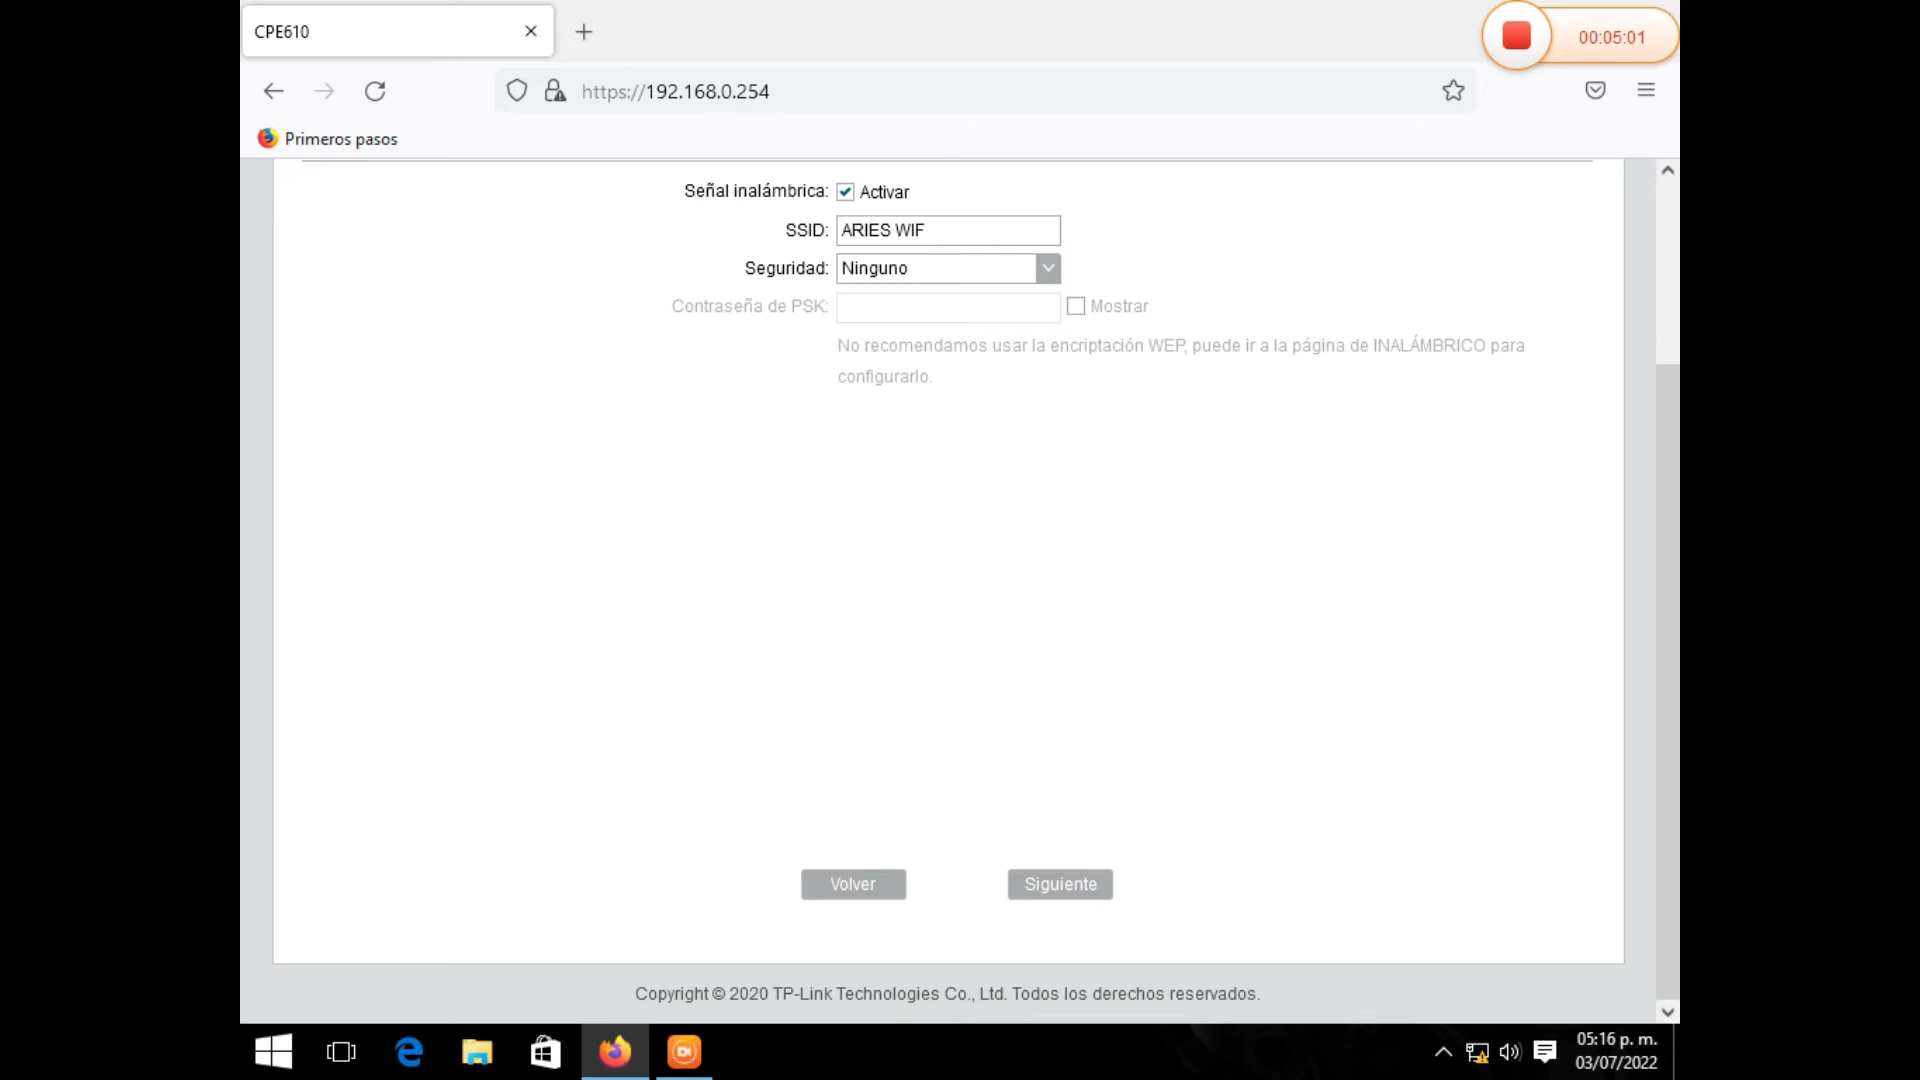 CPE610
00:05:01
https://192.168.0.254
Primeros pasos
Señal inalámbrica: Activar
SSID: ARIES WIF
Seguridad: Ninguno
Contraseña de PSK: Mostrar
No recomendamos usar la encriptación WEP, puede ir a la página de INALÁMBRICO para
configurarlo.
Volver Siguiente
Copyright © 2020 TP-Link Technologies Co., Ltd. Todos los derechos reservados.
05:16 p. m.
03/07/2022